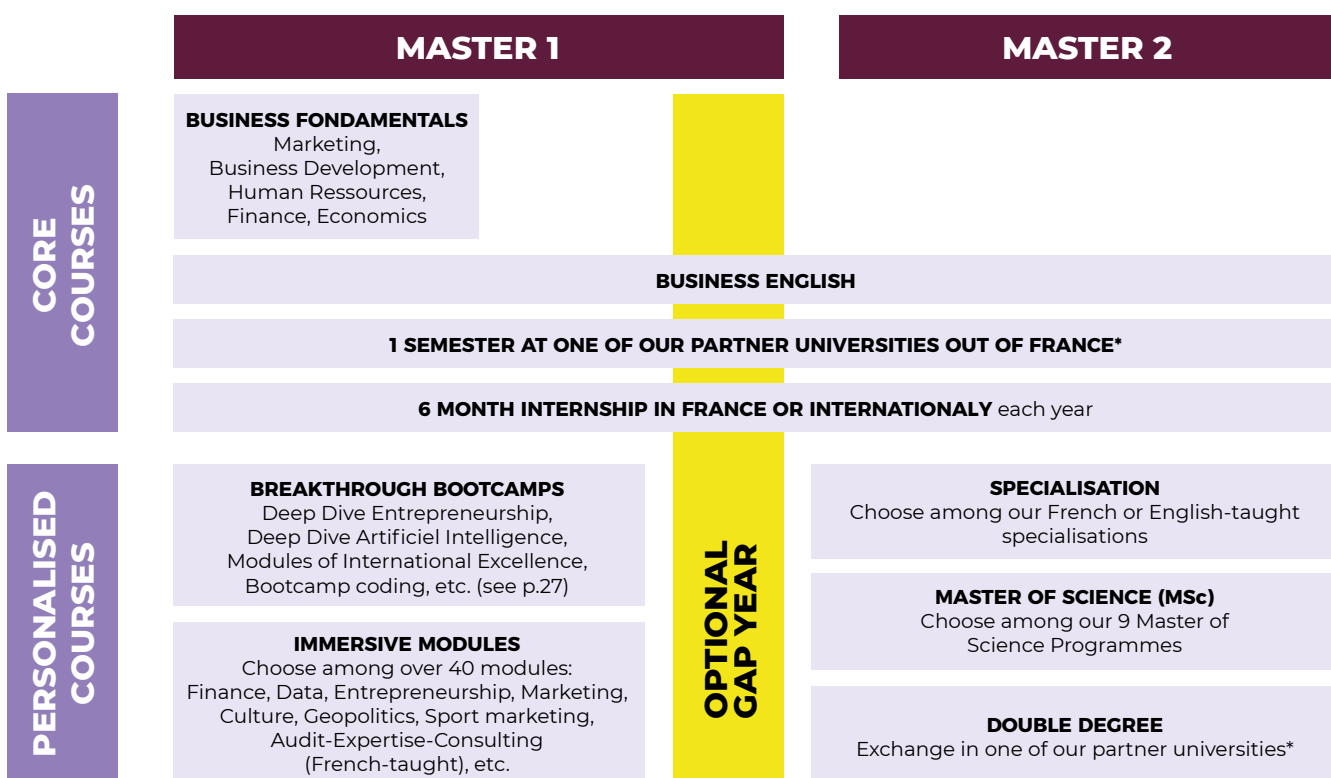 MASTER 1
MASTER 2
CORE
COURSES
BUSINESS FONDAMENTALS
Marketing,
Business Development,
Human Ressources,
Finance, Economics
BUSINESS ENGLISH
1 SEMESTER AT ONE OF OUR PARTNER UNIVERSITIES OUT OF FRANCE*
6 MONTH INTERNSHIP IN FRANCE OR INTERNATIONALY each year
PERSONALISED
COURSES
BREAKTHROUGH BOOTCAMPS
Deep Dive Entrepreneurship,
Deep Dive Artificiel Intelligence,
Modules of International Excellence,
Bootcamp coding, etc. (see p.27)
IMMERSIVE MODULES
Choose among over 40 modules:
Finance, Data, Entrepreneurship, Marketing,
Culture, Geopolitics, Sport marketing,
Audit-Expertise-Consulting
(French-taught), etc.
OPTIONAL
GAP YEAR
SPECIALISATION
Choose among our French or English-taught
specialisations
MASTER OF SCIENCE (MSc)
Choose among our 9 Master of
Science Programmes
DOUBLE DEGREE
Exchange in one of our partner universities*